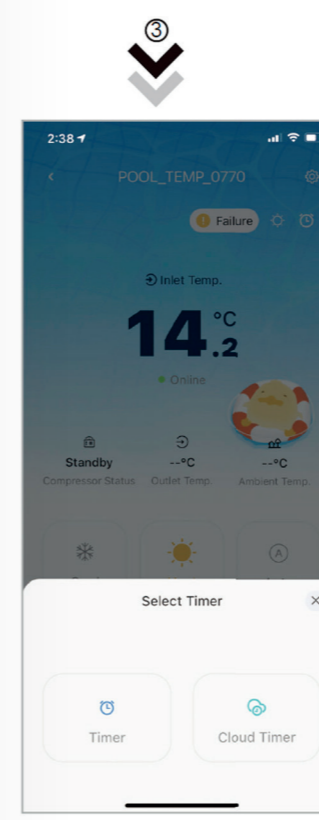 ③
2:38
POOL_TEMP_0770
Failure
Inlet Temp.
14.2°C
Online
Standby --°C --°C
Compressor Status Outlet Temp. Ambient Temp.
A
Select Timer
Timer Cloud Timer